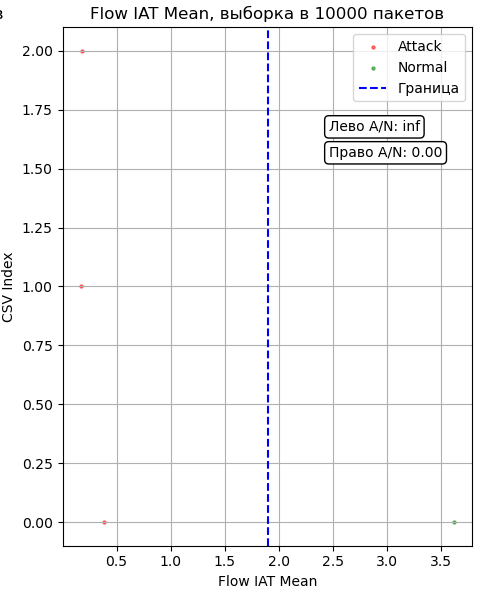 в
Flow IAT Mean, выборка в 10000 пакетов
Attack
Normal
Граница
Лево A/N: inf
Право A/N: 0.00
CSV Index
2.00
1.75
1.50
1.25
1.00
0.75
0.50
0.25
0.00
0.5 1.0 1.5 2.0 2.5 3.0 3.5
Flow IAT Mean